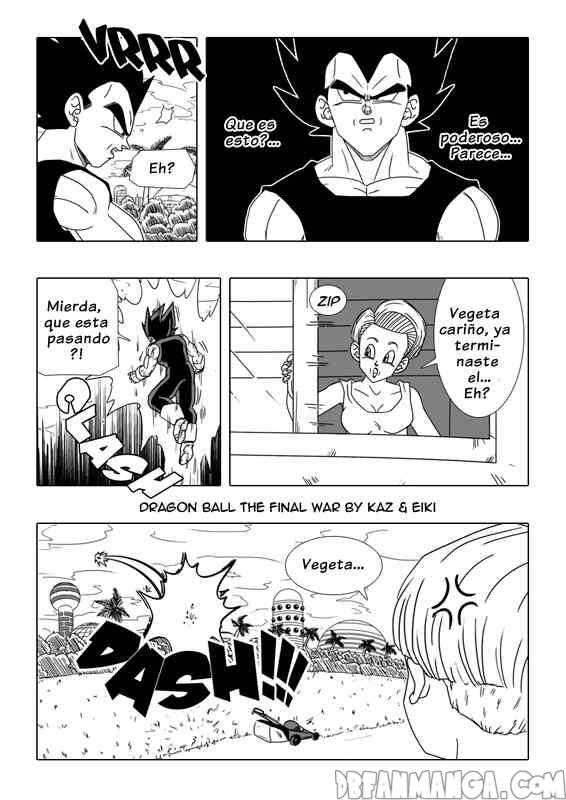 VRRR
Eh?
Que es
esto?...
Es
poderoso...
Parece...
Mierda,
que esta
pasando
?!
CLASH
ZIP
Vegeta
cariño, ya
termi-
naste
el...
Eh?
DRAGON BALL THE FINAL WAR BY KAZ & EIKI
Vegeta...
DASH!!!
DBFANMANGA.COM